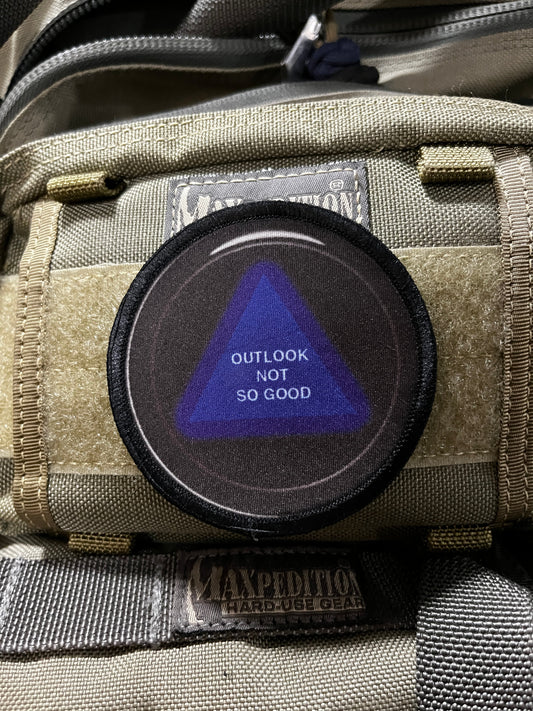 MAXPEDITION®
OUTLOOK
NOT
SO GOOD
MAXPEDITION
HARD-USE GEAR